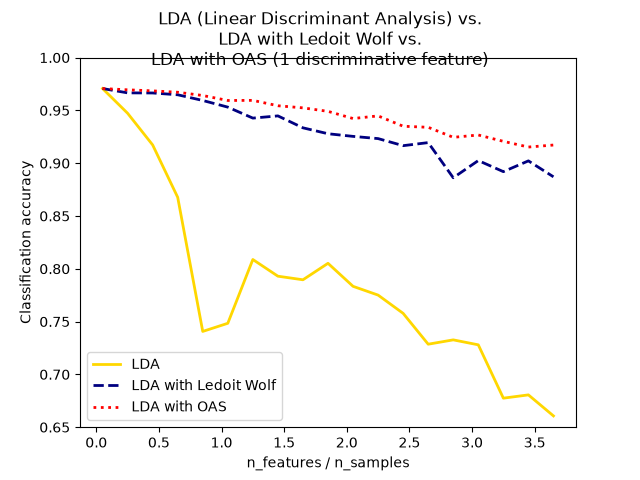 LDA (Linear Discriminant Analysis) vs.
LDA with Ledoit Wolf vs.
LDA with OAS (1 discriminative feature)
1.00
0.95
0.90
0.85
0.80
0.75
0.70
0.65
Classification accuracy
LDA
LDA with Ledoit Wolf
LDA with OAS
0.0 0.5 1.0 1.5 2.0 2.5 3.0 3.5
n_features / n_samples